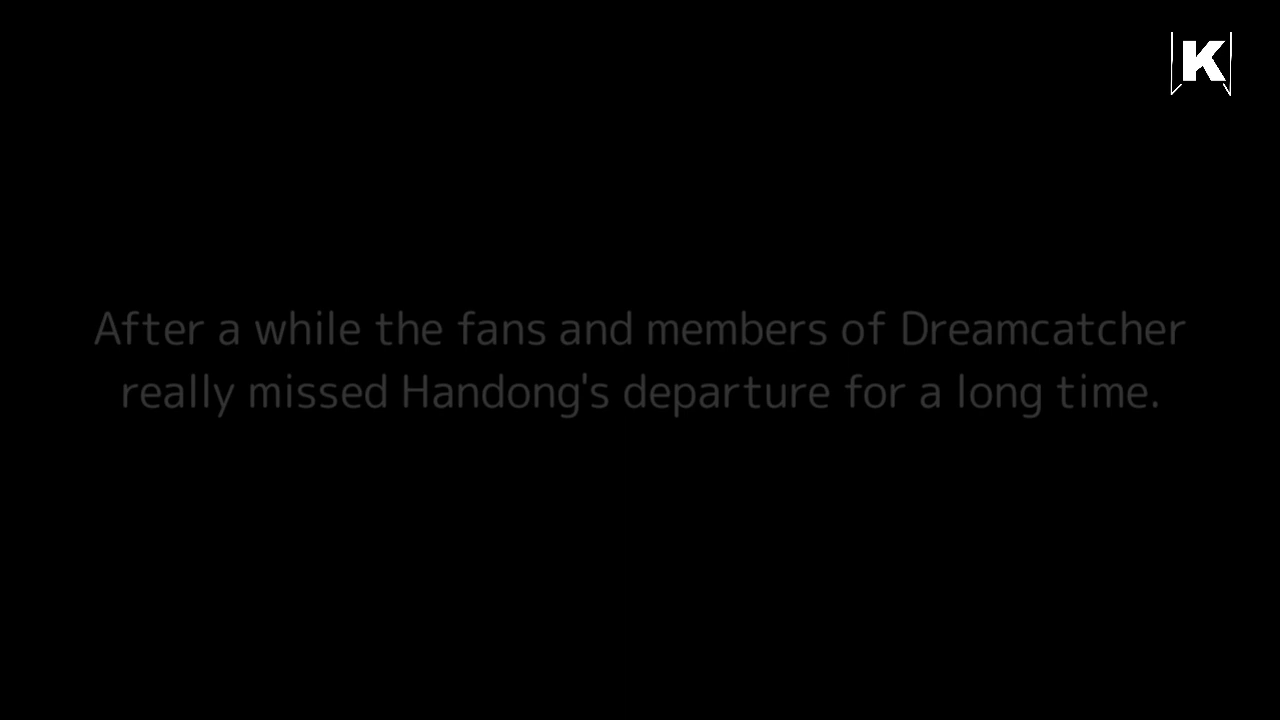 K
After a while the fans and members of Dreamcatcher
really missed Handong's departure for a long time.